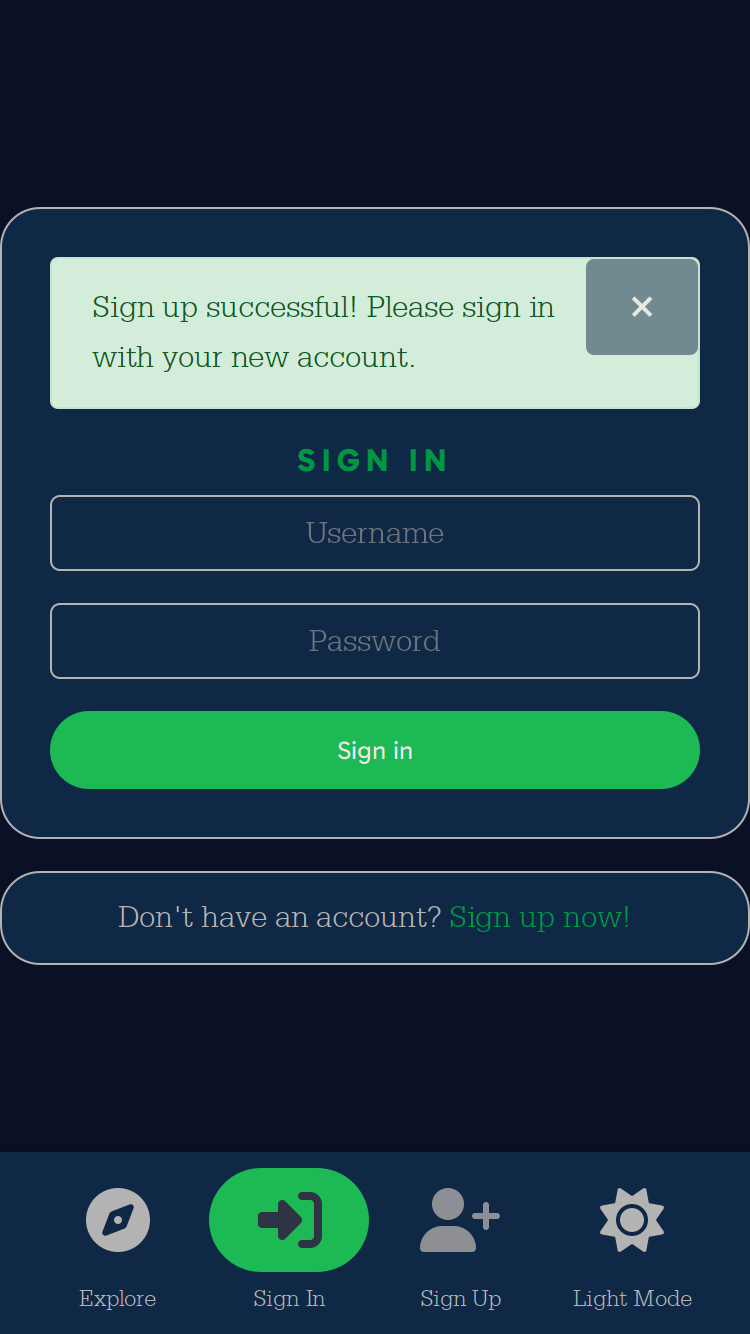 Sign up successful! Please sign in
with your new account.
SIGN IN
Username
Password
Sign in
Don't have an account? Sign up now!
Explore
Sign In
Sign Up
Light Mode